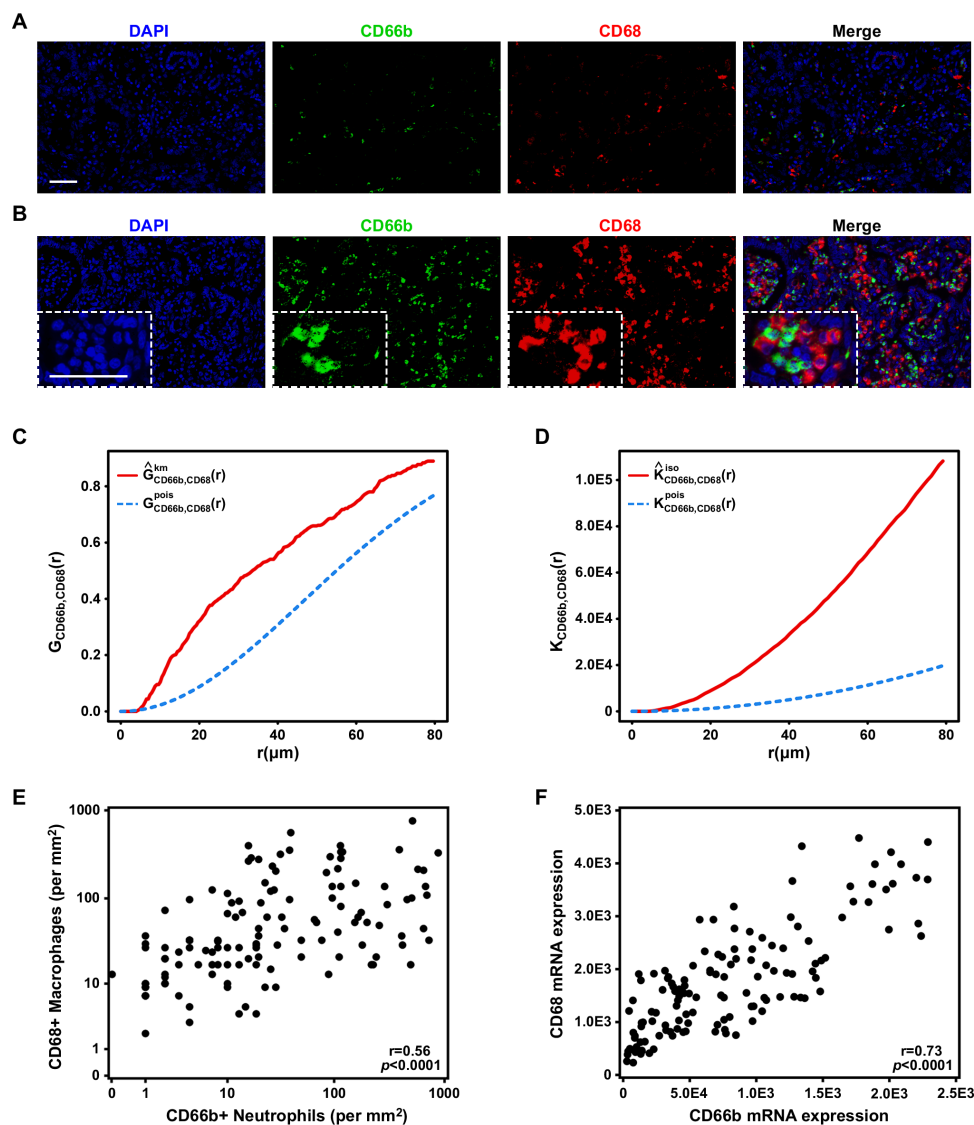 A
DAPI CD66b CD68 Merge
B
DAPI CD66b CD68 Merge
C
Ĝ km CD66b,CD68 (r)
G pois CD66b,CD68 (r)
G CD66b,CD68 (r)
0.8
0.6
0.4
0.2
0.0
0 20 40 60 80
r(µm)
D
K̂ iso CD66b,CD68 (r)
K pois CD66b,CD68 (r)
K CD66b,CD68 (r)
1.0E5
8.0E4
6.0E4
4.0E4
2.0E4
0
0 20 40 60 80
r(µm)
E
CD68+ Macrophages (per mm²)
1000
100
10
1
0
r=0.56
p<0.0001
0 1 10 100 1000
CD66b+ Neutrophils (per mm²)
F
CD68 mRNA expression
5.0E3
4.0E3
3.0E3
2.0E3
1.0E3
0
r=0.73
p<0.0001
0 5.0E4 1.0E3 1.5E3 2.0E3 2.5E3
CD66b mRNA expression